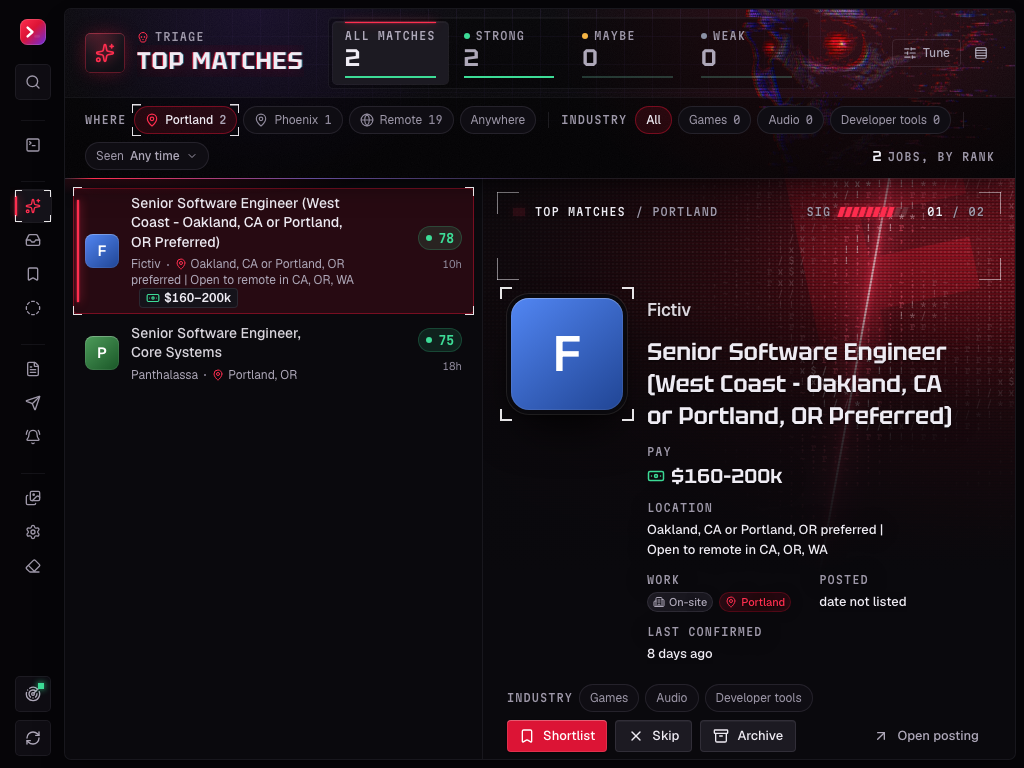 TRIAGE
TOP MATCHES
ALL MATCHES
2
STRONG
2
MAYBE
0
WEAK
0
Tune
WHERE Portland 2 Phoenix 1 Remote 19 Anywhere INDUSTRY All Games 0 Audio 0 Developer tools 0
Seen Any time
2 JOBS, BY RANK
F
Senior Software Engineer (West
Coast - Oakland, CA or Portland,
OR Preferred)
Fictiv · Oakland, CA or Portland, OR
preferred | Open to remote in CA, OR, WA
$160–200k
78
10h
P
Senior Software Engineer,
Core Systems
Panthalassa · Portland, OR
75
18h
TOP MATCHES / PORTLAND
SIG
01 / 02
F
Fictiv
Senior Software Engineer
(West Coast - Oakland, CA
or Portland, OR Preferred)
PAY
$160-200k
LOCATION
Oakland, CA or Portland, OR preferred |
Open to remote in CA, OR, WA
WORK
On-site Portland
POSTED
date not listed
LAST CONFIRMED
8 days ago
INDUSTRY Games Audio Developer tools
Shortlist Skip Archive Open posting